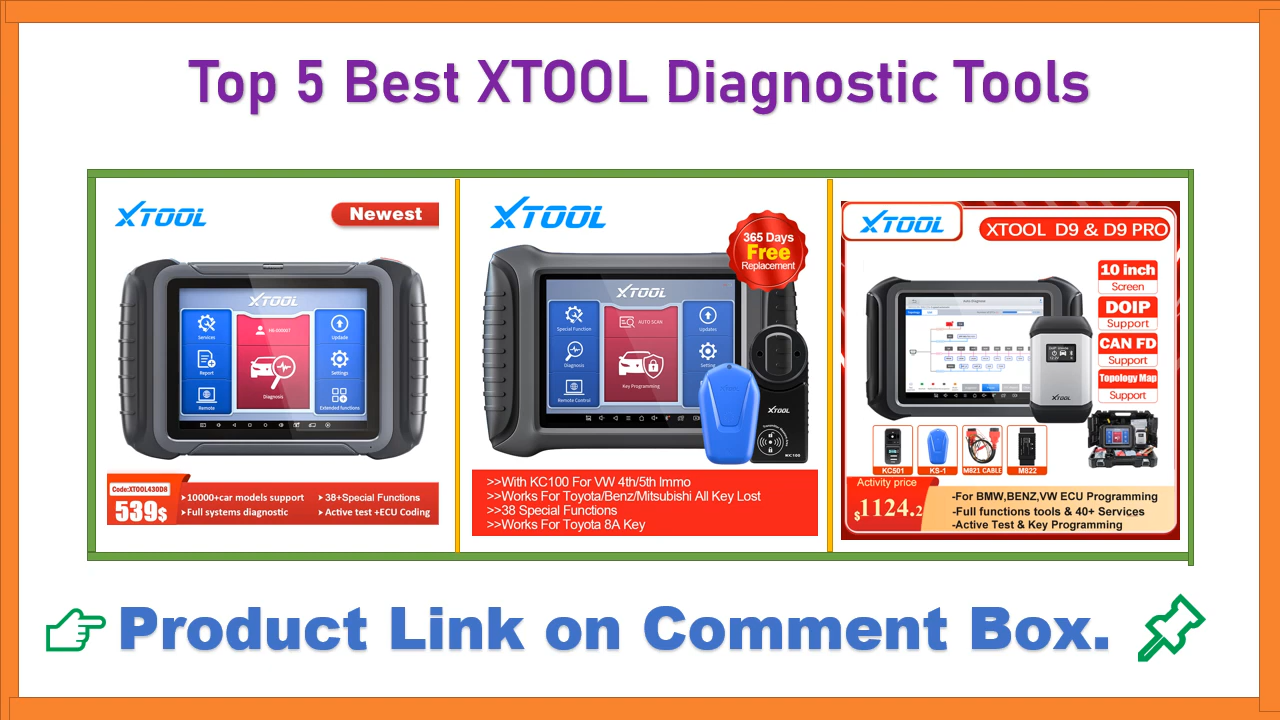 Top 5 Best XTOOL Diagnostic Tools
XTOOL
Newest
XTOOL
Services
Report
Remote
Diagnosis
Update
Settings
Extended functions
Code:XTOOL430D8
539$
10000+car models support
38+Special Functions
Full systems diagnostic
Active test +ECU Coding
XTOOL
365 Days
Free
Replacement
XTOOL
Special Function
Diagnosis
Remote Control
AUTO SCAN
Key Programming
Updates
Setting
XTOOL
KC100
>>With KC100 For VW 4th/5th Immo
>>Works For Toyota/Benz/Mitsubishi All Key Lost
>>38 Special Functions
>>Works For Toyota 8A Key
XTOOL
XTOOL D9 & D9 PRO
10 inch
Screen
DOIP
Support
CAN FD
Support
Topology Map
Support
XTOOL
KC501
KS-1
M821 CABLE
M822
Activity price
$1124.2
-For BMW,BENZ,VW ECU Programming
-Full functions tools & 40+ Services
-Active Test & Key Programming
Product Link on Comment Box.